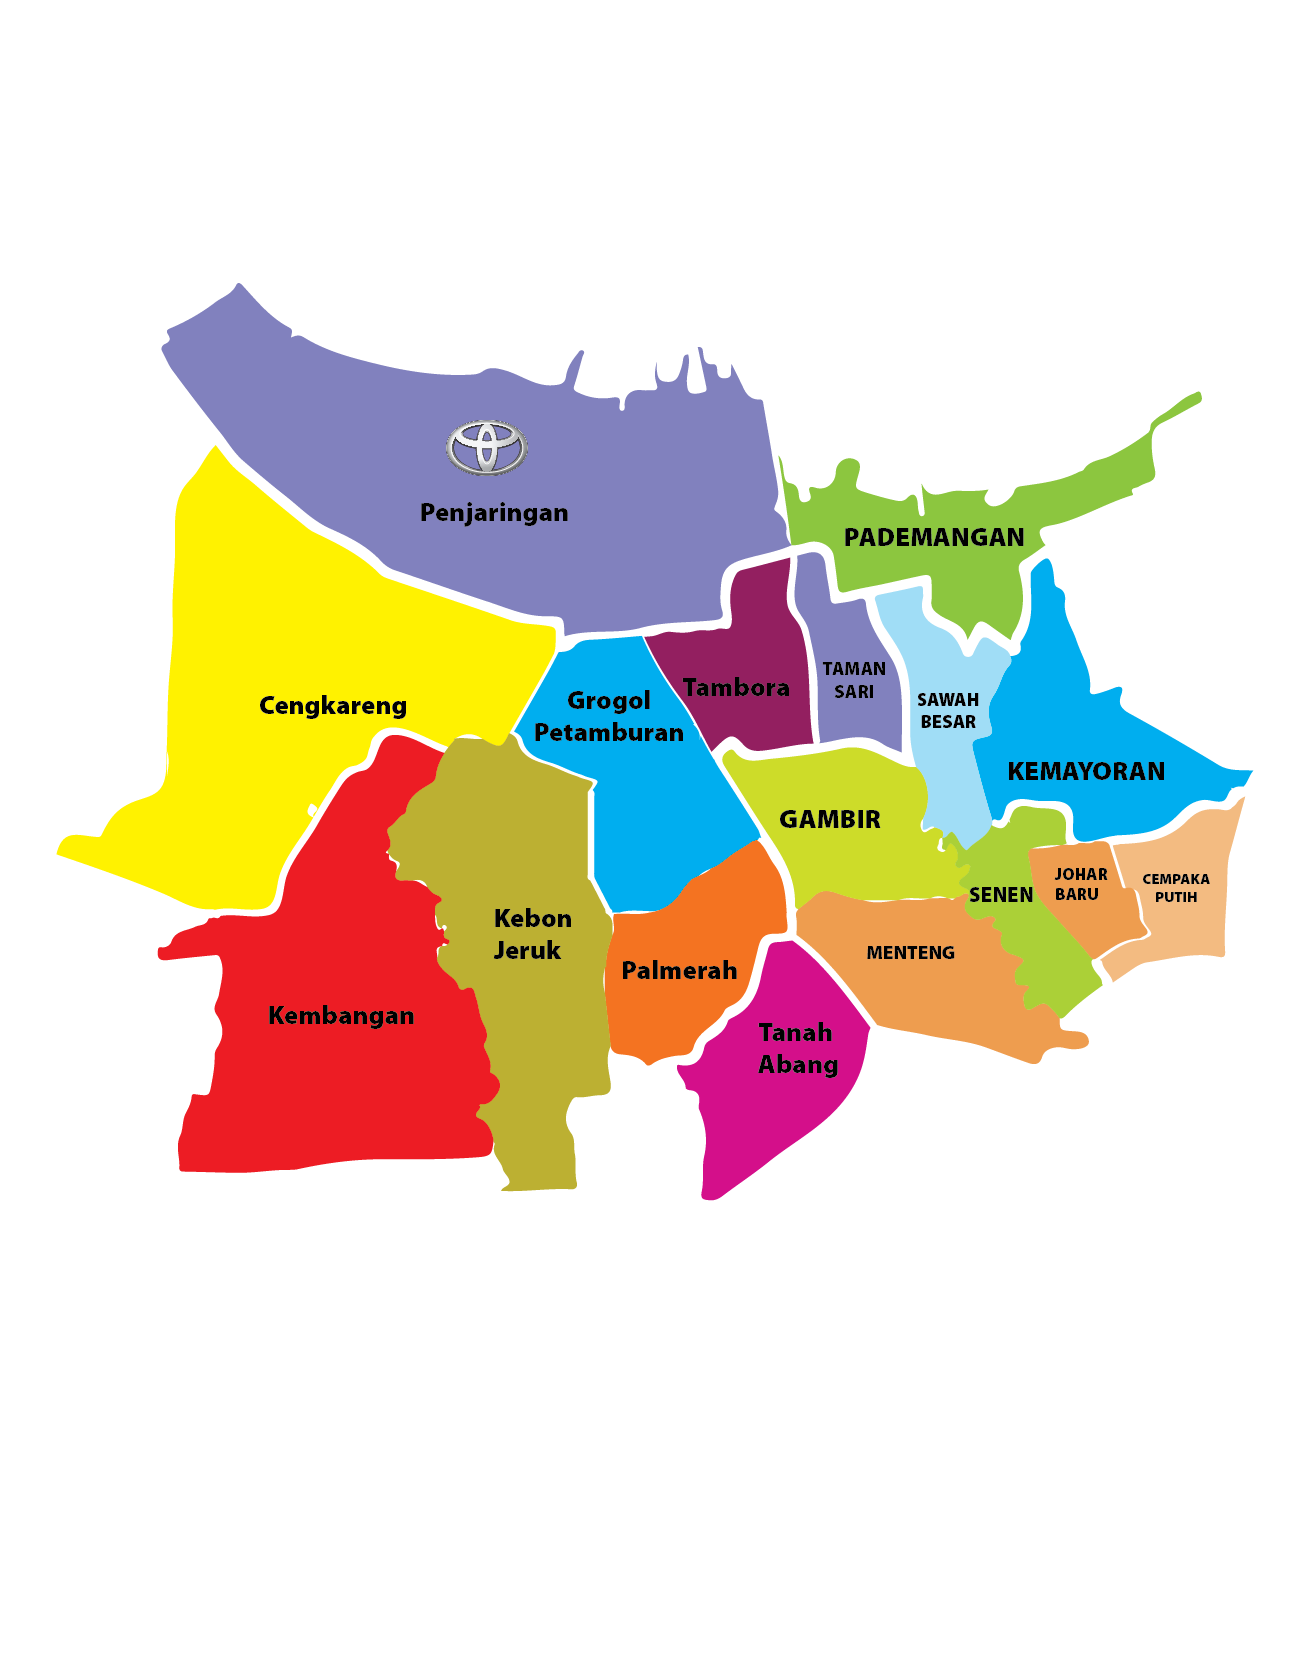 Penjaringan
PADEMANGAN
Cengkareng
Grogol
Petamburan
Tambora
TAMAN
SARI
SAWAH
BESAR
KEMAYORAN
GAMBIR
SENEN
JOHAR
BARU
CEMPAKA
PUTIH
Kebon
Jeruk
Palmerah
MENTENG
Kembangan
Tanah
Abang